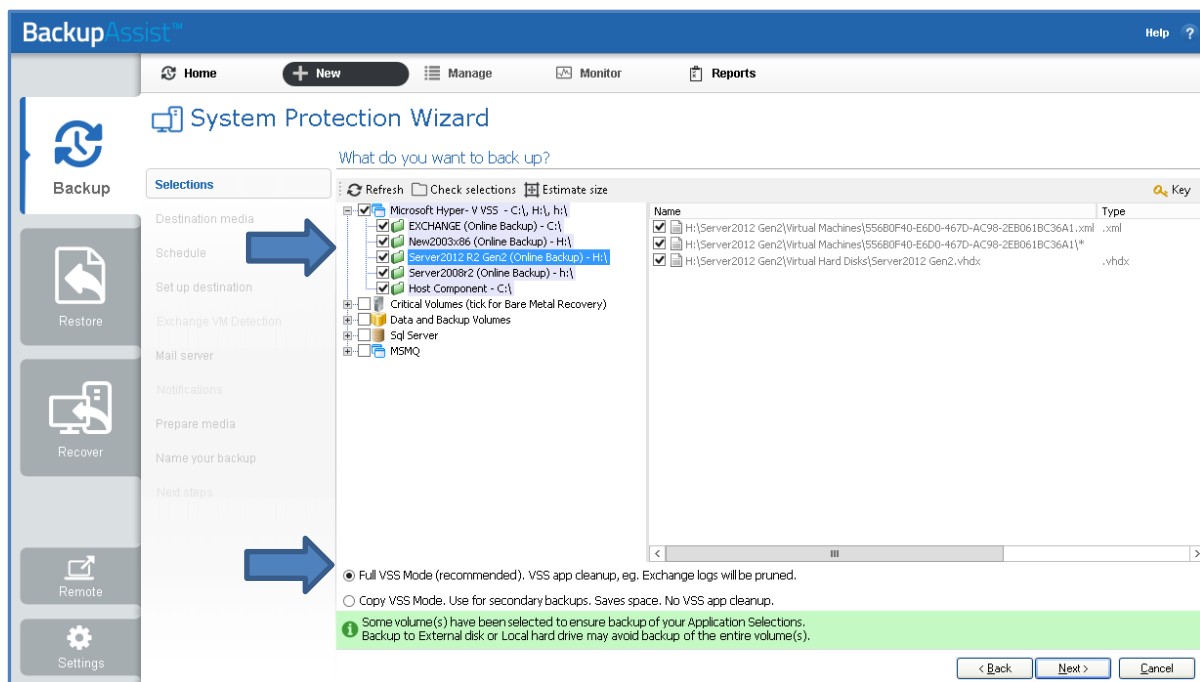 BackupAssist™
Help ?
Home
New
Manage
Monitor
Reports
System Protection Wizard
What do you want to back up?
Backup
Restore
Recover
Remote
Settings
Selections
Destination media
Schedule
Set up destination
Exchange VM Detection
Mail server
Notifications
Prepare media
Name your backup
Next steps
Refresh Check selections Estimate size
Key
Microsoft Hyper- V VSS - C:\, H:\, h:\
EXCHANGE (Online Backup) - C:\
New2003x86 (Online Backup) - H:\
Server2012 R2 Gen2 (Online Backup) - H:\
Server2008r2 (Online Backup) - h:\
Host Component - C:\
Critical Volumes (tick for Bare Metal Recovery)
Data and Backup Volumes
Sql Server
MSMQ
Name Type
H:\Server2012 Gen2\Virtual Machines\556B0F40-E6D0-467D-AC98-2EB061BC36A1.xml .xml
H:\Server2012 Gen2\Virtual Machines\556B0F40-E6D0-467D-AC98-2EB061BC36A1\*
H:\Server2012 Gen2\Virtual Hard Disks\Server2012 Gen2.vhdx .vhdx
Full VSS Mode (recommended). VSS app cleanup, eg. Exchange logs will be pruned.
Copy VSS Mode. Use for secondary backups. Saves space. No VSS app cleanup.
Some volume(s) have been selected to ensure backup of your Application Selections.
Backup to External disk or Local hard drive may avoid backup of the entire volume(s).
< Back
Next >
Cancel